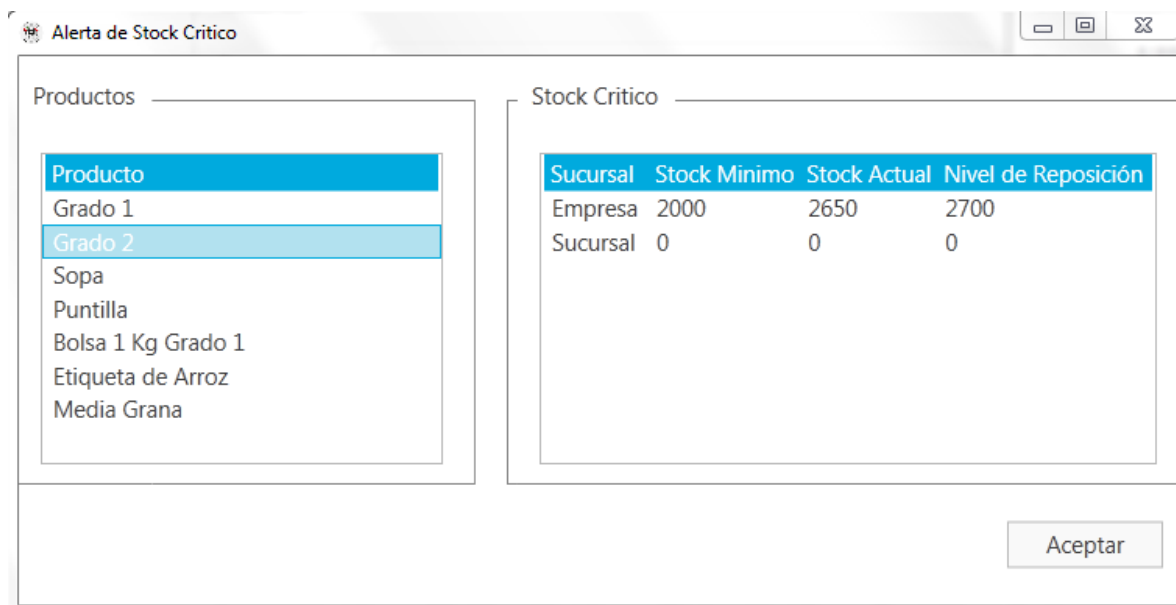 Alerta de Stock Critico
Productos
Producto
Grado 1
Grado 2
Sopa
Puntilla
Bolsa 1 Kg Grado 1
Etiqueta de Arroz
Media Grana
Stock Critico
Sucursal Stock Minimo Stock Actual Nivel de Reposición
Empresa 2000 2650 2700
Sucursal 0 0 0
Aceptar